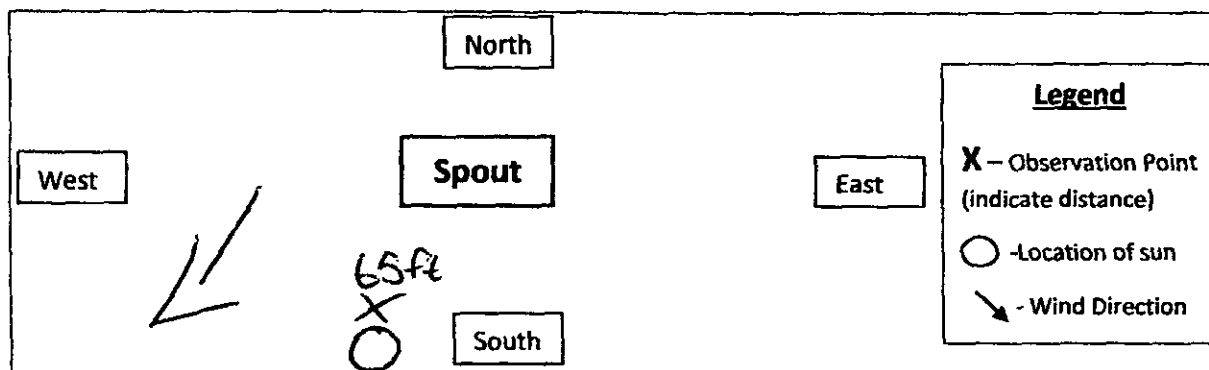 North
Legend
West
Spout
East
X – Observation Point
(indicate distance)
-Location of sun
- Wind Direction
65ft
X
South